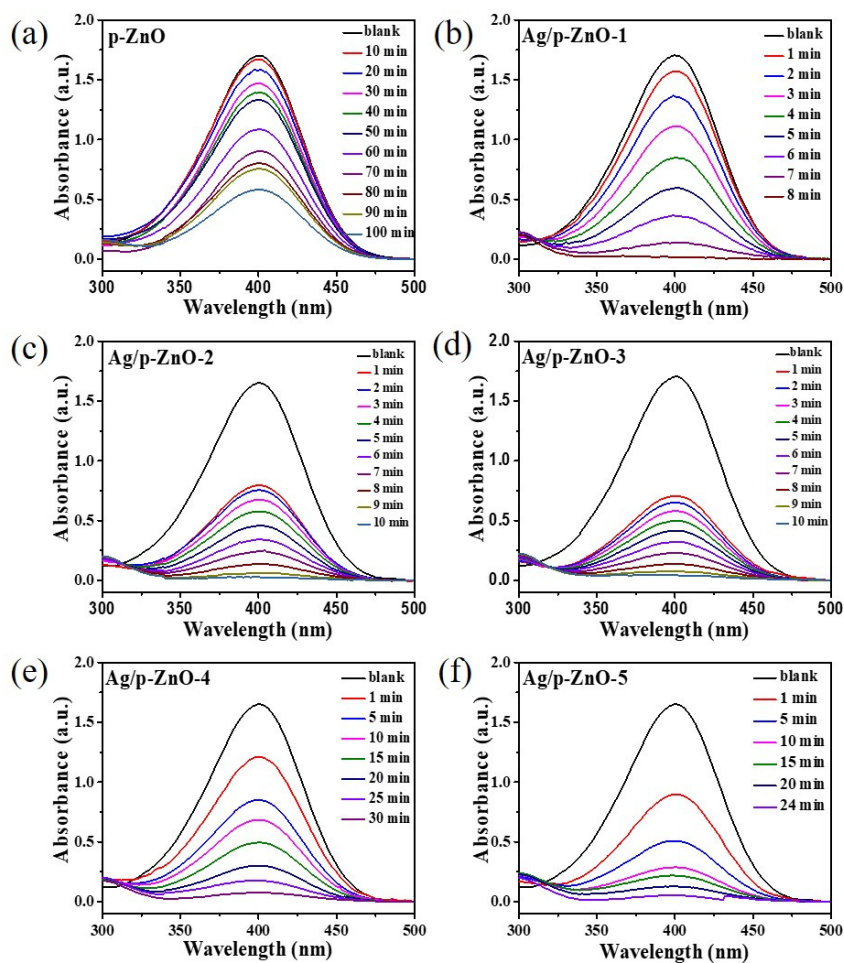 (a)
p-ZnO
blank
10 min
20 min
30 min
40 min
50 min
60 min
70 min
80 min
90 min
100 min
2.0
1.5
1.0
0.5
0.0
300 350 400 450 500
Absorbance (a.u.)
Wavelength (nm)
(b)
Ag/p-ZnO-1
blank
1 min
2 min
3 min
4 min
5 min
6 min
7 min
8 min
2.0
1.5
1.0
0.5
0.0
300 350 400 450 500
Absorbance (a.u.)
Wavelength (nm)
(c)
Ag/p-ZnO-2
blank
1 min
2 min
3 min
4 min
5 min
6 min
7 min
8 min
9 min
10 min
2.0
1.5
1.0
0.5
0.0
300 350 400 450 500
Absorbance (a.u.)
Wavelength (nm)
(d)
Ag/p-ZnO-3
blank
1 min
2 min
3 min
4 min
5 min
6 min
7 min
8 min
9 min
10 min
2.0
1.5
1.0
0.5
0.0
300 350 400 450 500
Absorbance (a.u.)
Wavelength (nm)
(e)
Ag/p-ZnO-4
blank
1 min
5 min
10 min
15 min
20 min
25 min
30 min
2.0
1.5
1.0
0.5
0.0
300 350 400 450 500
Absorbance (a.u.)
Wavelength (nm)
(f)
Ag/p-ZnO-5
blank
1 min
5 min
10 min
15 min
20 min
24 min
2.0
1.5
1.0
0.5
0.0
300 350 400 450 500
Absorbance (a.u.)
Wavelength (nm)